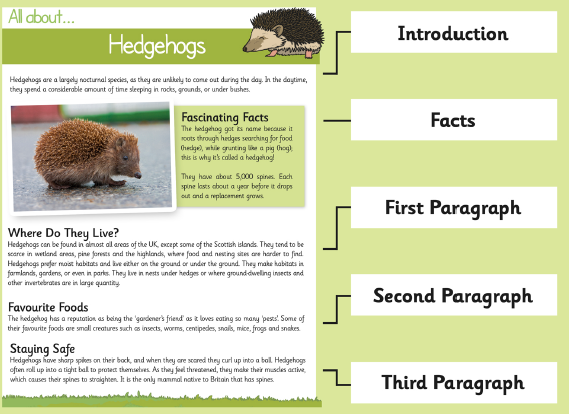 All about...
Hedgehogs
Hedgehogs are a largely nocturnal species, as they are unlikely to come out during the day. In the daytime,
they spend a considerable amount of time sleeping in rocks, grounds, or under bushes.
Fascinating Facts
The hedgehog got its name because it
roots through hedges searching for food
(hedge), while grunting like a pig (hog);
this is why it's called a hedgehog!
They have about 5,000 spines. Each
spine lasts about a year before it drops
out and a replacement grows.
Where Do They Live?
Hedgehogs can be found in almost all areas of the UK, except some of the Scottish islands. They tend to be
scarce in wetland areas, pine forests and the highlands, where food and nesting sites are harder to find.
Hedgehogs prefer moist habitats and live either on the ground or under the ground. They make habitats in
farmlands, gardens, or even in parks. They live in nests under hedges or where ground-dwelling insects and
other invertebrates are in large quantity.
Favourite Foods
The hedgehog has a reputation as being the 'gardener's friend' as it loves eating so many 'pests'. Some of
their favourite foods are small creatures such as insects, worms, centipedes, snails, mice, frogs and snakes.
Staying Safe
Hedgehogs have sharp spikes on their back, and when they are scared they curl up into a ball. Hedgehogs
often roll up into a tight ball to protect themselves. As they feel threatened, they make their muscles active,
which causes their spines to straighten. It is the only mammal native to Britain that has spines.
Introduction
Facts
First Paragraph
Second Paragraph
Third Paragraph